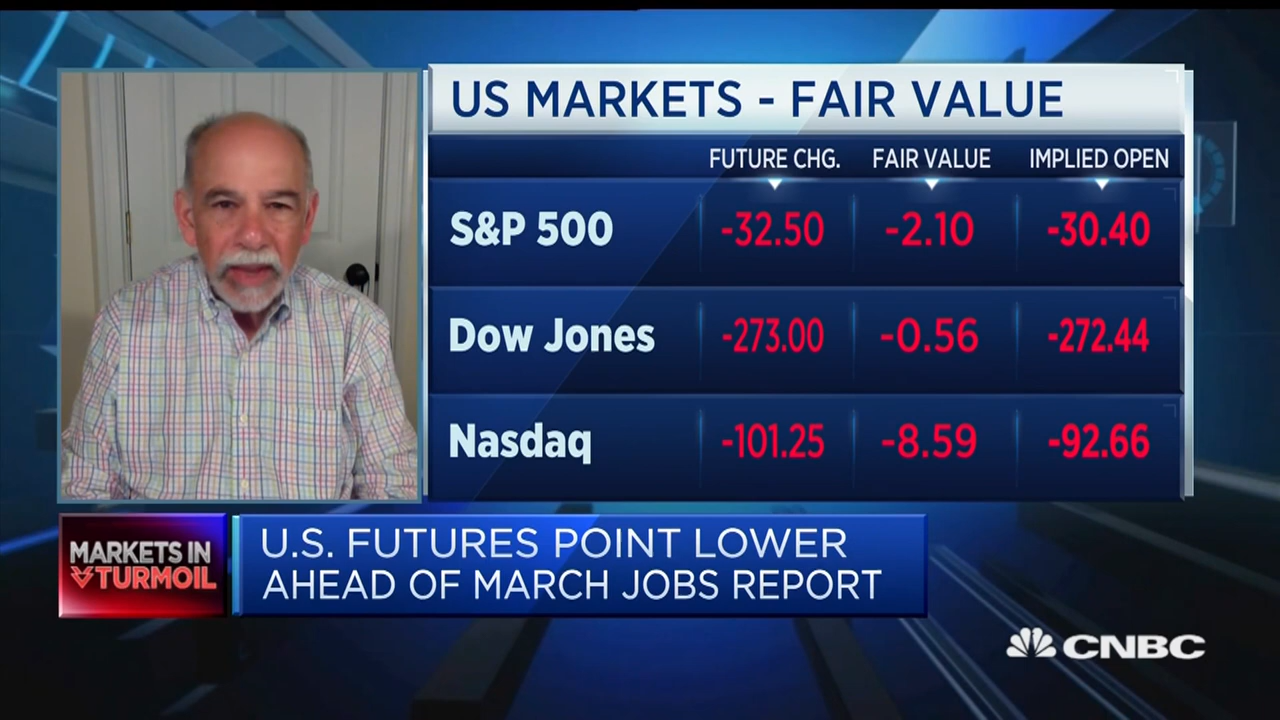 US MARKETS - FAIR VALUE
FUTURE CHG. FAIR VALUE IMPLIED OPEN
S&P 500 -32.50 -2.10 -30.40
Dow Jones -273.00 -0.56 -272.44
Nasdaq -101.25 -8.59 -92.66
MARKETS IN
TURMOIL
U.S. FUTURES POINT LOWER
AHEAD OF MARCH JOBS REPORT
CNBC